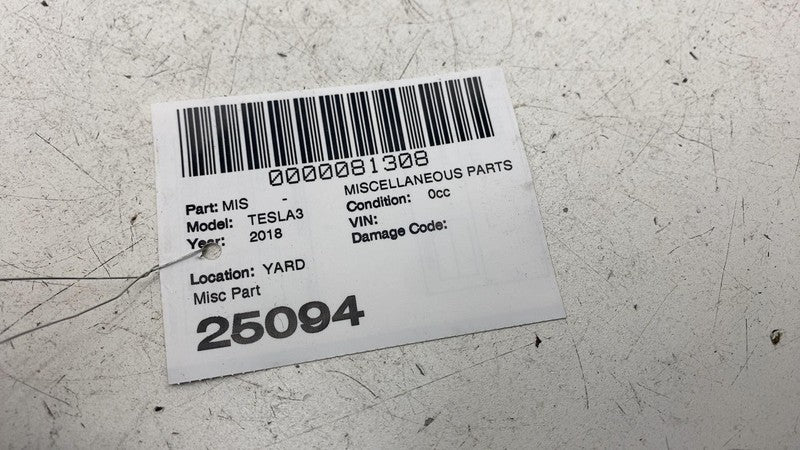 0000081308
Part: MIS - MISCELLANEOUS PARTS
Model: TESLA3 Condition: 0cc
Year: 2018 VIN:
Damage Code:
Location: YARD
Misc Part
25094